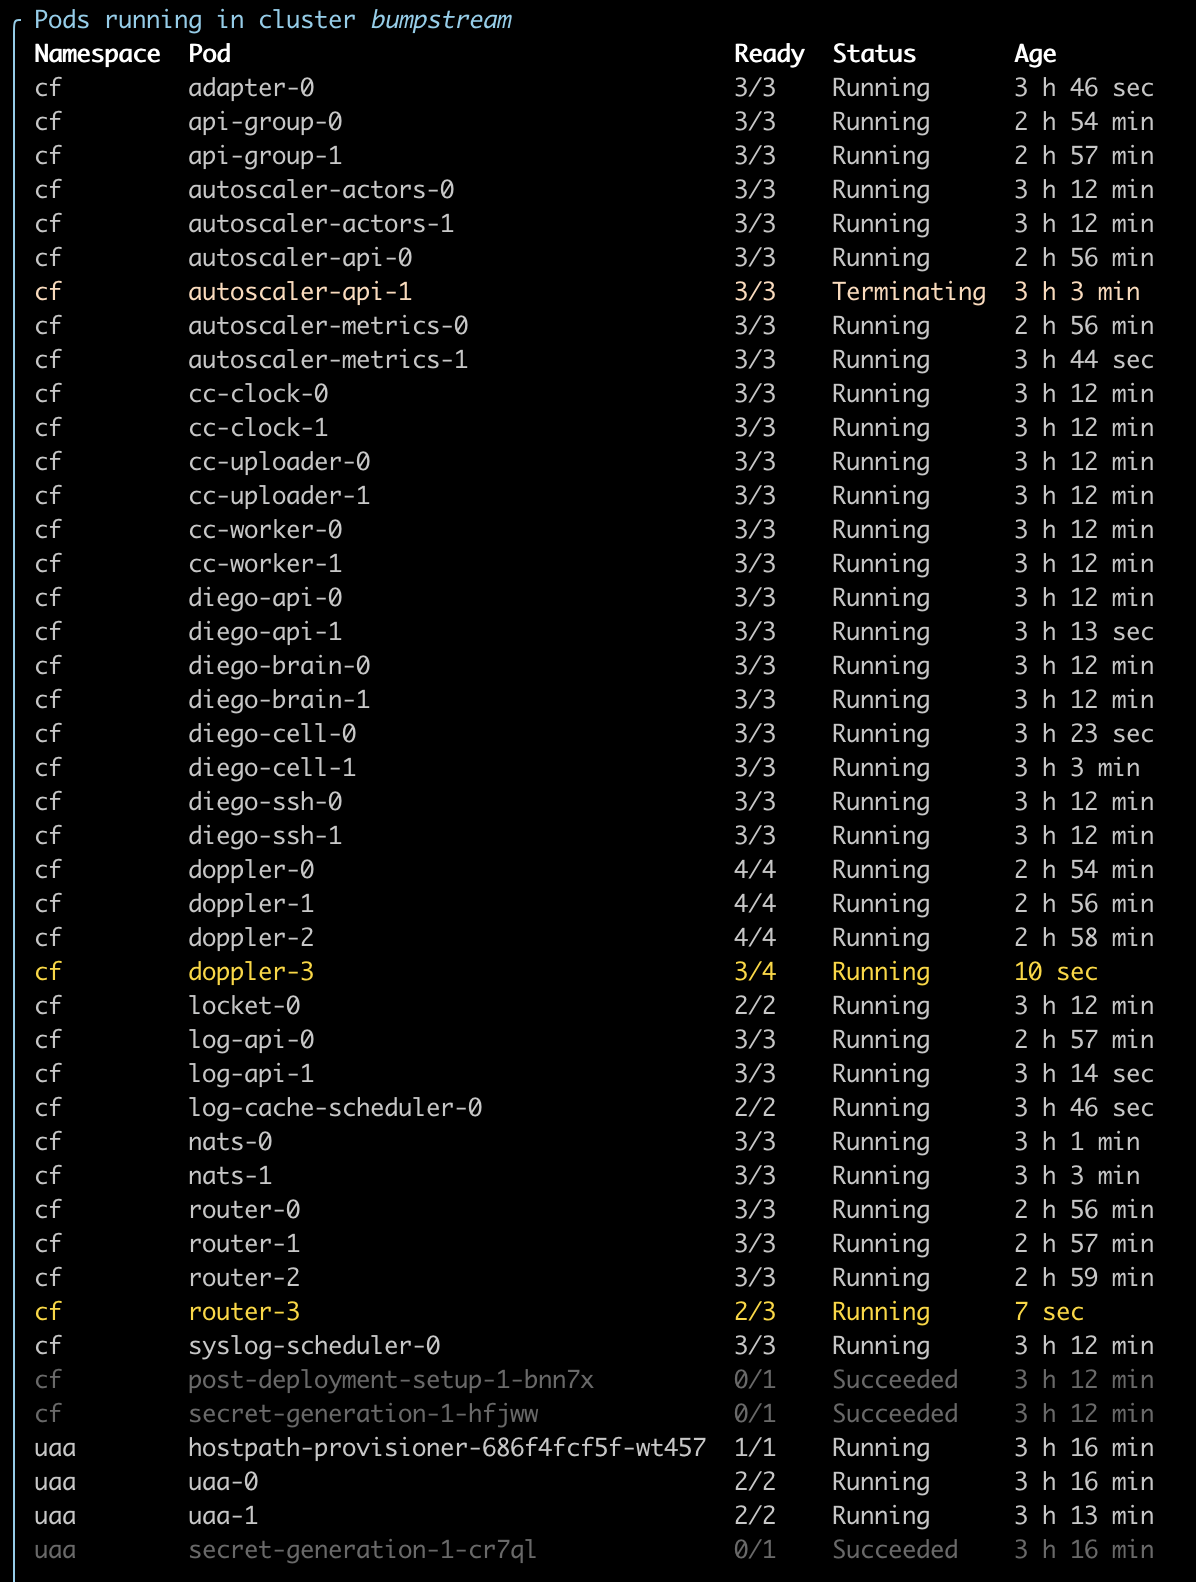 Pods running in cluster bumpstream
Namespace  Pod                                    Ready  Status       Age
cf         adapter-0                              3/3    Running      3 h 46 sec
cf         api-group-0                            3/3    Running      2 h 54 min
cf         api-group-1                            3/3    Running      2 h 57 min
cf         autoscaler-actors-0                    3/3    Running      3 h 12 min
cf         autoscaler-actors-1                    3/3    Running      3 h 12 min
cf         autoscaler-api-0                       3/3    Running      2 h 56 min
cf         autoscaler-api-1                       3/3    Terminating  3 h 3 min
cf         autoscaler-metrics-0                   3/3    Running      2 h 56 min
cf         autoscaler-metrics-1                   3/3    Running      3 h 44 sec
cf         cc-clock-0                             3/3    Running      3 h 12 min
cf         cc-clock-1                             3/3    Running      3 h 12 min
cf         cc-uploader-0                          3/3    Running      3 h 12 min
cf         cc-uploader-1                          3/3    Running      3 h 12 min
cf         cc-worker-0                            3/3    Running      3 h 12 min
cf         cc-worker-1                            3/3    Running      3 h 12 min
cf         diego-api-0                            3/3    Running      3 h 12 min
cf         diego-api-1                            3/3    Running      3 h 13 sec
cf         diego-brain-0                          3/3    Running      3 h 12 min
cf         diego-brain-1                          3/3    Running      3 h 12 min
cf         diego-cell-0                           3/3    Running      3 h 23 sec
cf         diego-cell-1                           3/3    Running      3 h 3 min
cf         diego-ssh-0                            3/3    Running      3 h 12 min
cf         diego-ssh-1                            3/3    Running      3 h 12 min
cf         doppler-0                              4/4    Running      2 h 54 min
cf         doppler-1                              4/4    Running      2 h 56 min
cf         doppler-2                              4/4    Running      2 h 58 min
cf         doppler-3                              3/4    Running      10 sec
cf         locket-0                               2/2    Running      3 h 12 min
cf         log-api-0                              3/3    Running      2 h 57 min
cf         log-api-1                              3/3    Running      3 h 14 sec
cf         log-cache-scheduler-0                  2/2    Running      3 h 46 sec
cf         nats-0                                 3/3    Running      3 h 1 min
cf         nats-1                                 3/3    Running      3 h 3 min
cf         router-0                               3/3    Running      2 h 56 min
cf         router-1                               3/3    Running      2 h 57 min
cf         router-2                               3/3    Running      2 h 59 min
cf         router-3                               2/3    Running      7 sec
cf         syslog-scheduler-0                     3/3    Running      3 h 12 min
cf         post-deployment-setup-1-bnn7x          0/1    Succeeded    3 h 12 min
cf         secret-generation-1-hfjww              0/1    Succeeded    3 h 12 min
uaa        hostpath-provisioner-686f4fcf5f-wt457  1/1    Running      3 h 16 min
uaa        uaa-0                                  2/2    Running      3 h 16 min
uaa        uaa-1                                  2/2    Running      3 h 13 min
uaa        secret-generation-1-cr7ql              0/1    Succeeded    3 h 16 min